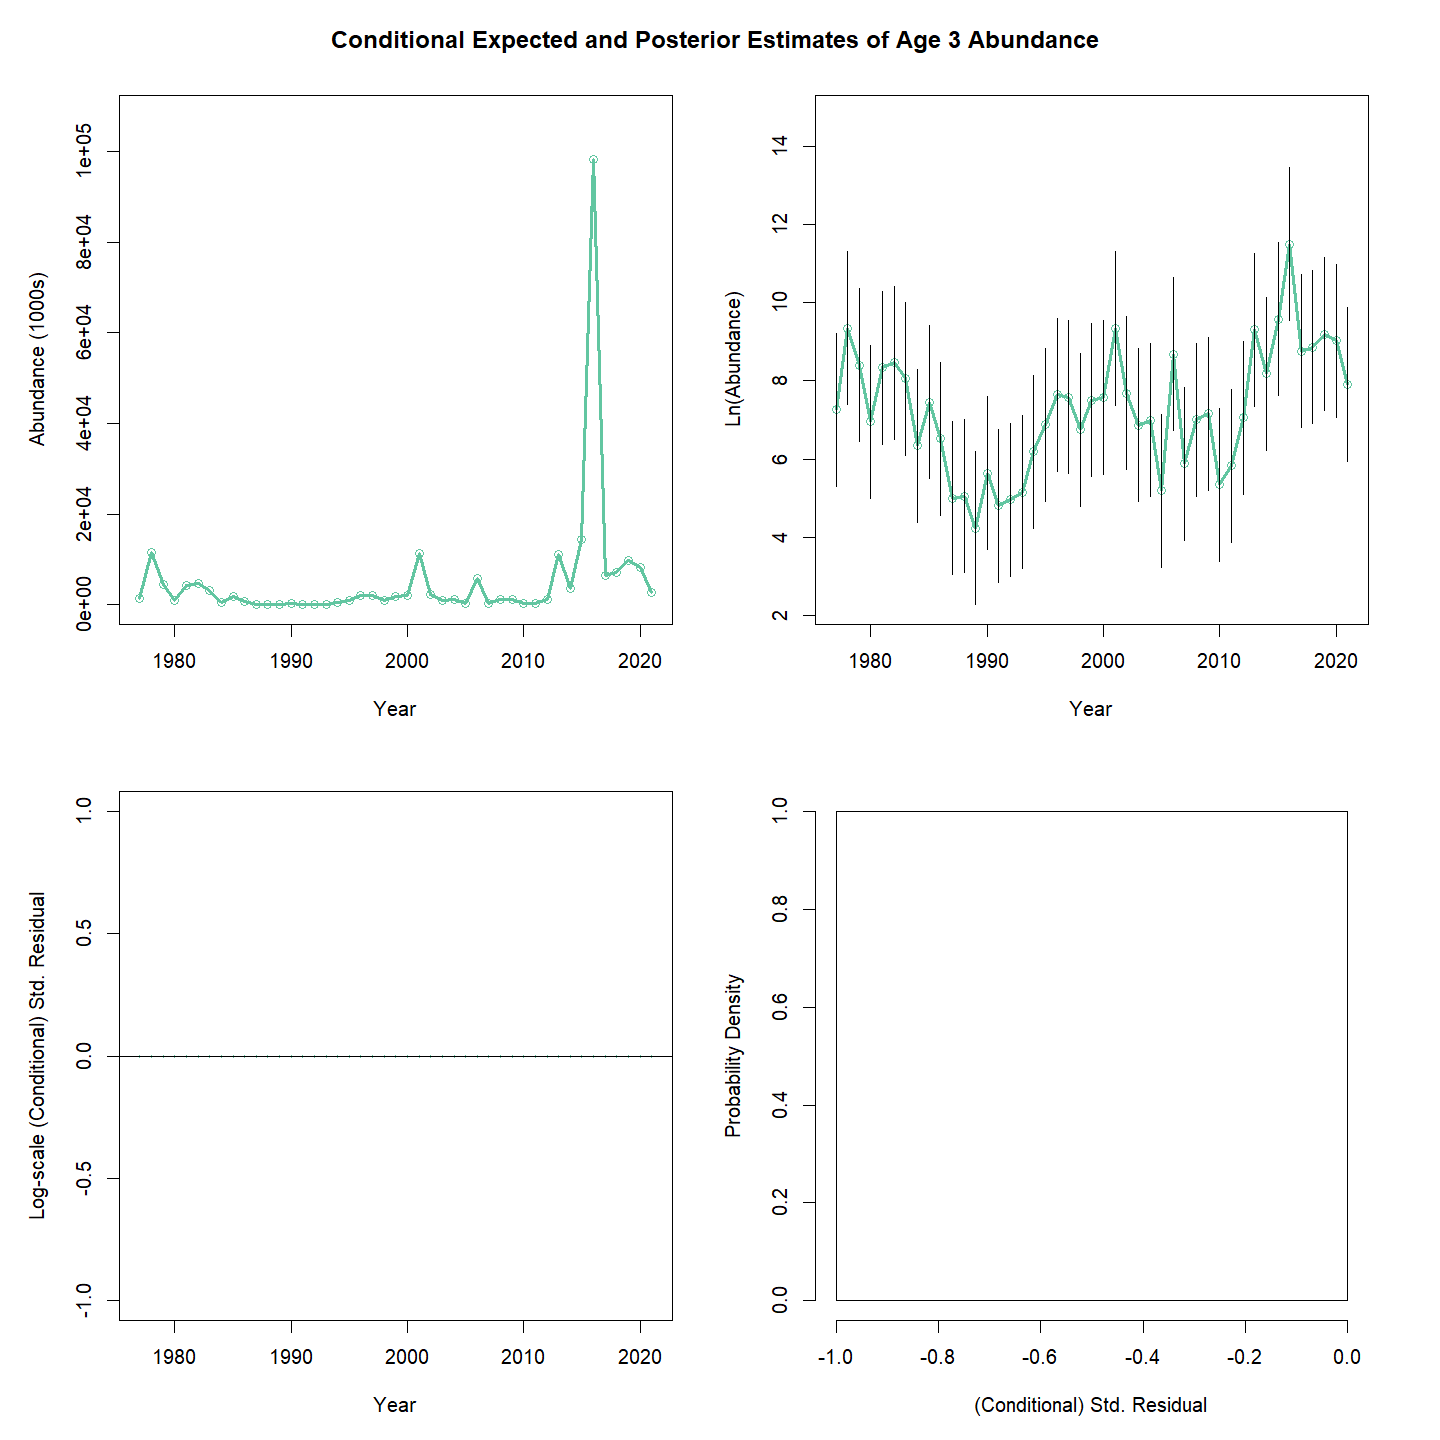 Conditional Expected and Posterior Estimates of Age 3 Abundance
Abundance (1000s)
0e+00 2e+04 4e+04 6e+04 8e+04 1e+05
1980 1990 2000 2010 2020
Year
Ln(Abundance)
2 4 6 8 10 12 14
1980 1990 2000 2010 2020
Year
Log-scale (Conditional) Std. Residual
-1.0 -0.5 0.0 0.5 1.0
1980 1990 2000 2010 2020
Year
Probability Density
0.0 0.2 0.4 0.6 0.8 1.0
-1.0 -0.8 -0.6 -0.4 -0.2 0.0
(Conditional) Std. Residual